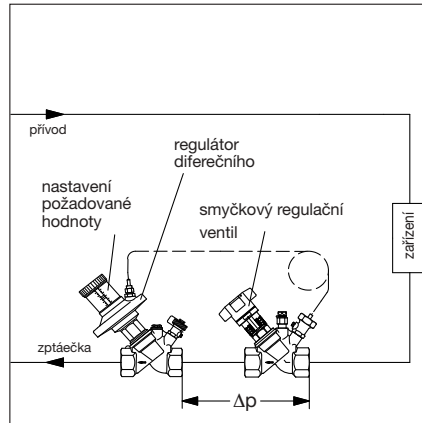 přívod
regulátor
diferečního
nastavení
požadované
hodnoty
smyčkový regulační
ventil
zařízení
zptáečka
Δp